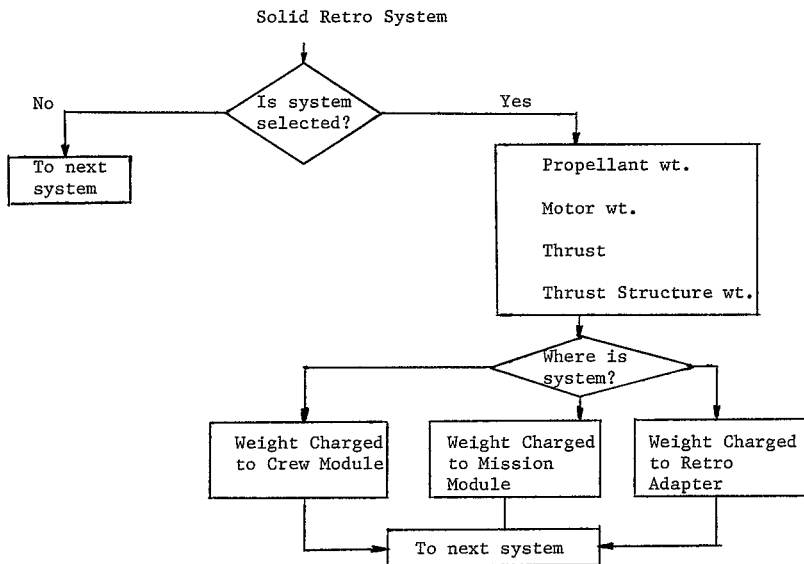 Solid Retro System
Is system
selected?
No
Yes
To next
system
Propellant wt.
Motor wt.
Thrust
Thrust Structure wt.
Where is
system?
Weight Charged
to Crew Module
Weight Charged
to Mission
Module
Weight Charged
to Retro
Adapter
To next system